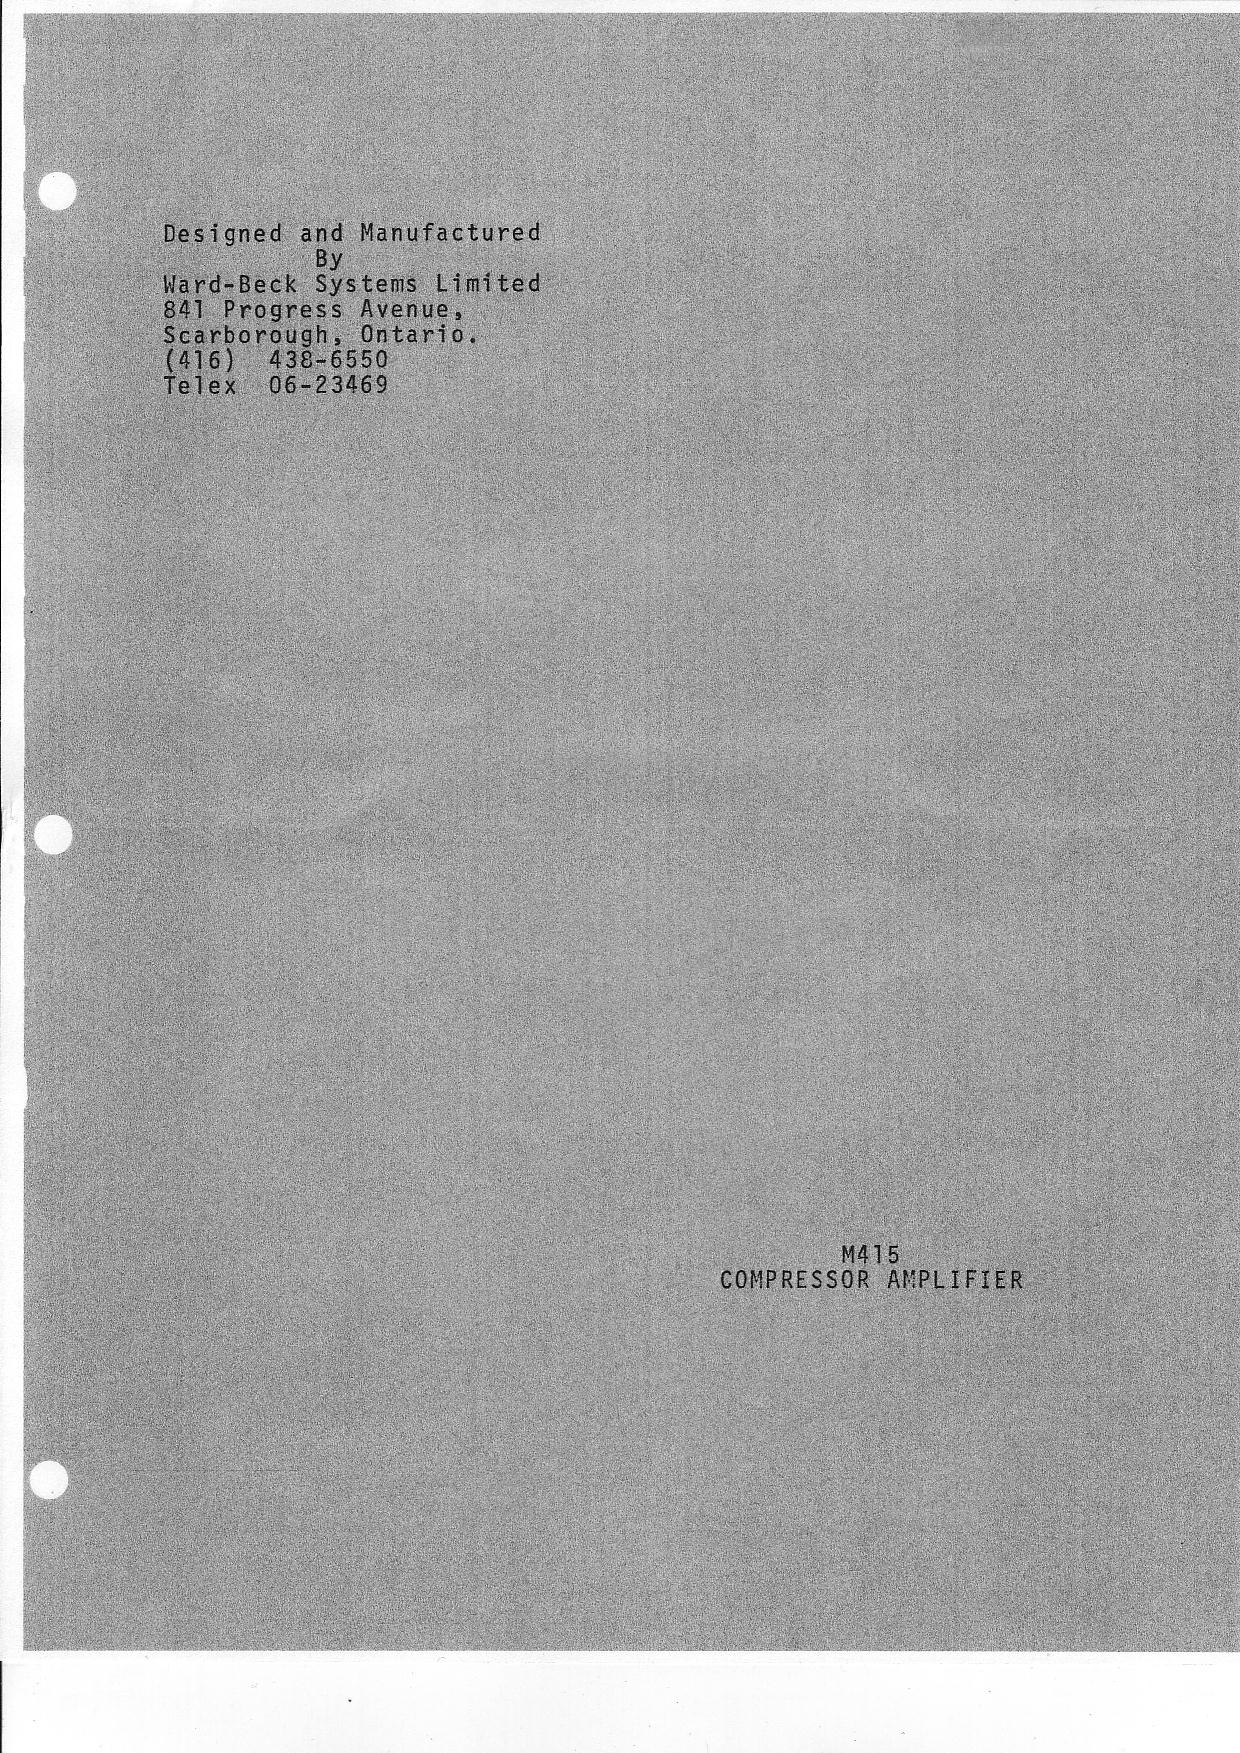 Designed and Manufactured
By
Ward-Beck Systems Limited
841 Progress Avenue,
Scarborough, Ontario.
(416) 438-6550
Telex 06-23469
M415
COMPRESSOR AMPLIFIER